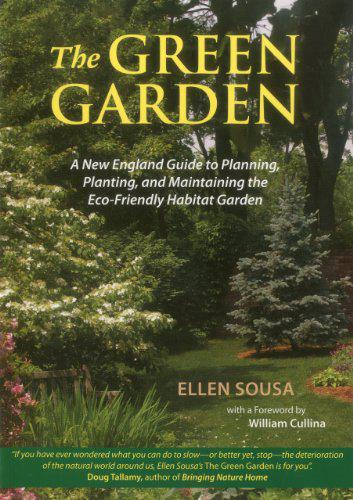 The GREEN
GARDEN
A New England Guide to Planning,
Planting, and Maintaining the
Eco-Friendly Habitat Garden
ELLEN SOUSA
with a Foreword by
William Cullina
"If you have ever wondered what you can do to slow—or better yet, stop—the deterioration
of the natural world around us, Ellen Sousa's The Green Garden is for you".
Doug Tallamy, author of Bringing Nature Home